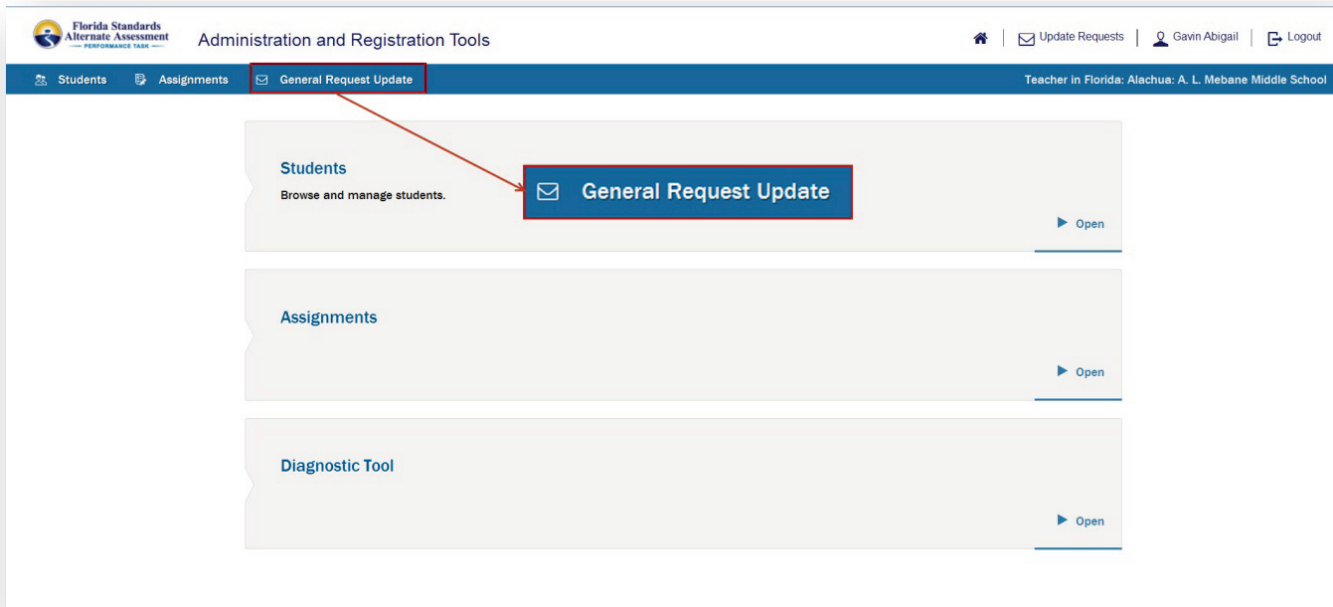 Florida Standards
Alternate Assessment
PERFORMANCE TASK
Administration and Registration Tools
Update Requests
Gavin Abigail
Logout
Students
Assignments
General Request Update
Teacher in Florida: Alachua: A. L. Mebane Middle School
Students
Browse and manage students.
General Request Update
Open
Assignments
Open
Diagnostic Tool
Open